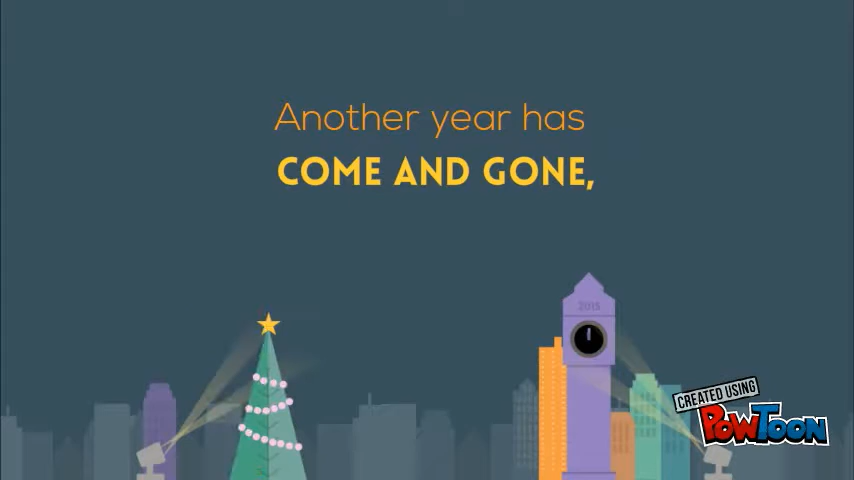 Another year has
COME AND GONE,
2015
CREATED USING
POWTOON